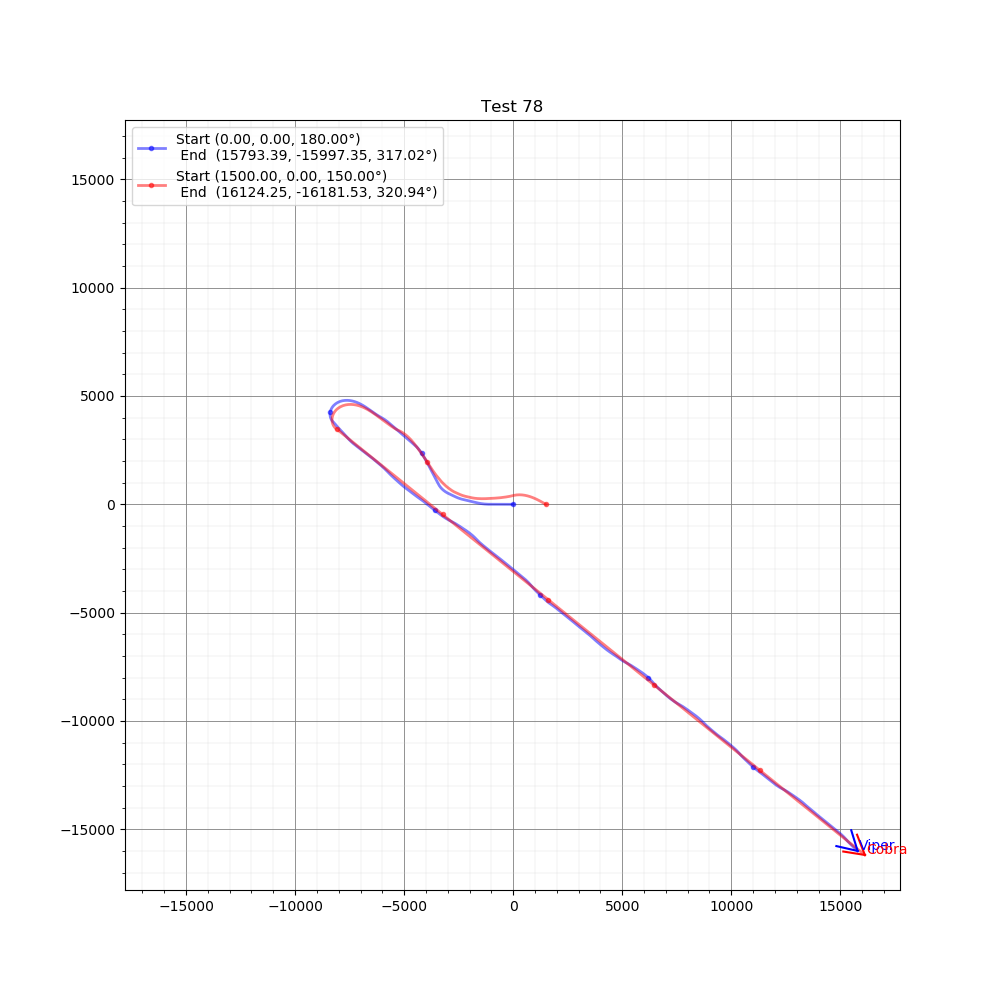 Test 78
Start (0.00, 0.00, 180.00°)
End (15793.39, -15997.35, 317.02°)
Start (1500.00, 0.00, 150.00°)
End (16124.25, -16181.53, 320.94°)
15000
10000
5000
0
−5000
−10000
−15000
Viper
Cobra
−15000 −10000 −5000 0 5000 10000 15000